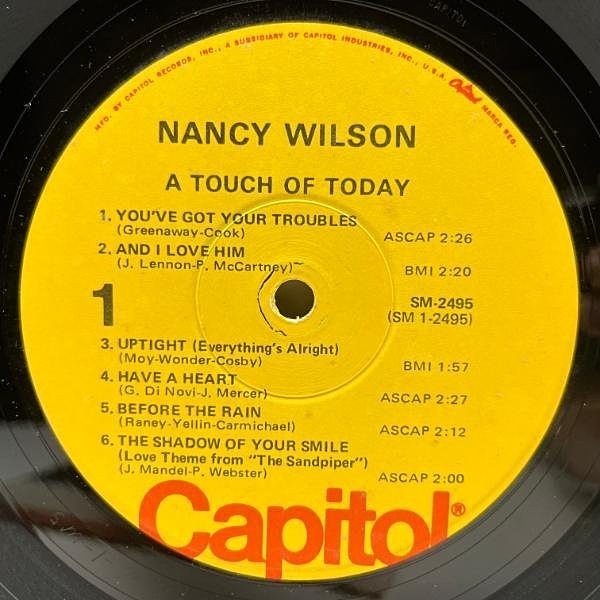 MFG. BY CAPITOL RECORDS, INC., A SUBSIDIARY OF CAPITOL INDUSTRIES, INC., U.S.A. Capitol MARCA REG.
NANCY WILSON
A TOUCH OF TODAY
1. YOU'VE GOT YOUR TROUBLES
(Greenaway-Cook) ASCAP 2:26
2. AND I LOVE HIM
(J. Lennon-P. McCartney) BMI 2:20
1
SM-2495
(SM 1-2495)
3. UPTIGHT (Everything's Alright)
(Moy-Wonder-Cosby) BMI 1:57
4. HAVE A HEART
(G. Di Novi-J. Mercer) ASCAP 2:27
5. BEFORE THE RAIN
(Raney-Yellin-Carmichael) ASCAP 2:12
6. THE SHADOW OF YOUR SMILE
(Love Theme from "The Sandpiper")
(J. Mandel-P. Webster) ASCAP 2:00
Capitol®